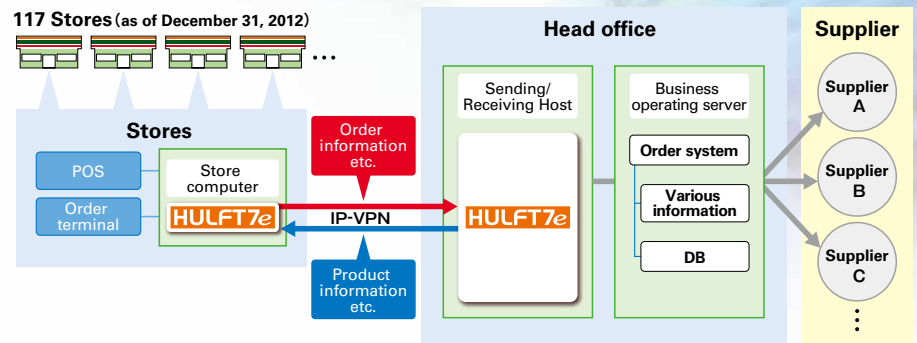 117 Stores (as of December 31, 2012)
...
Stores
POS
Order
terminal
Store
computer
HULFT7e
Order
information
etc.
IP-VPN
Product
information
etc.
Head office
Sending/
Receiving Host
HULFT7e
Business
operating server
Order system
Various
information
DB
Supplier
Supplier
A
Supplier
B
Supplier
C